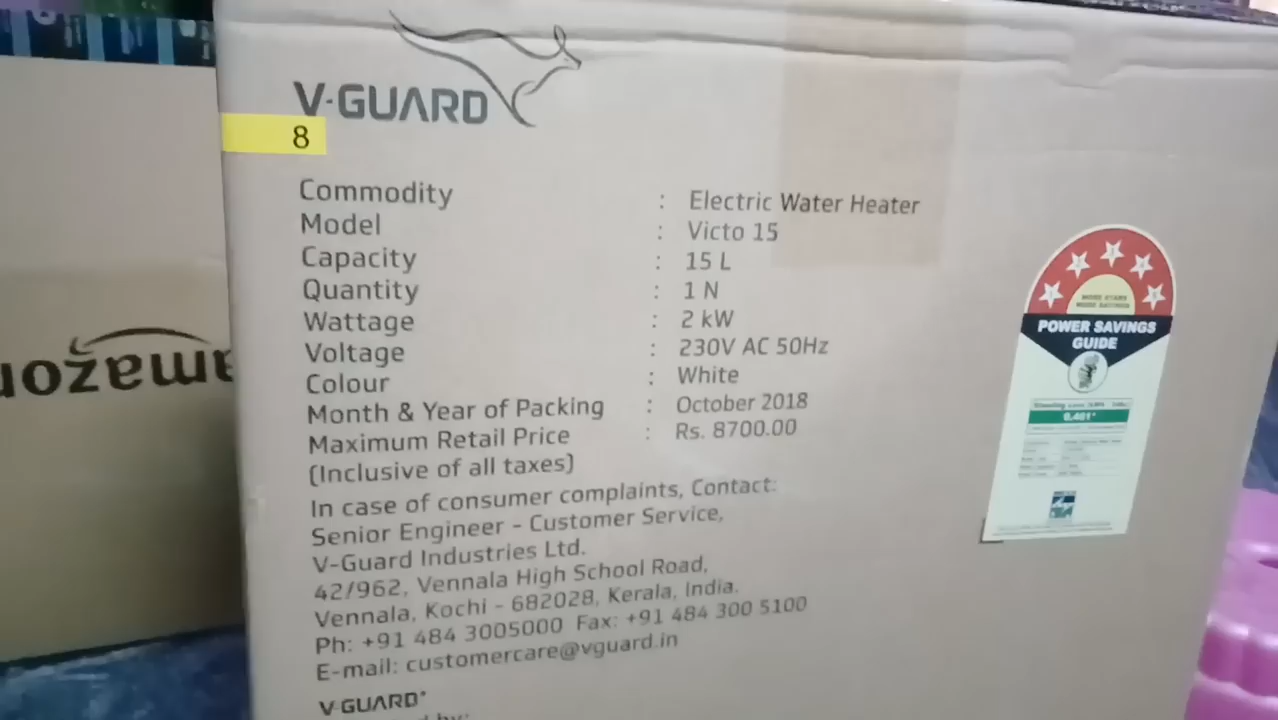 V-GUARD
8
Commodity : Electric Water Heater
Model : Victo 15
Capacity : 15 L
Quantity : 1 N
Wattage : 2 kW
Voltage : 230V AC 50Hz
Colour : White
Month & Year of Packing : October 2018
Maximum Retail Price : Rs. 8700.00
(Inclusive of all taxes)
In case of consumer complaints, Contact:
Senior Engineer - Customer Service,
V-Guard Industries Ltd.
42/962, Vennala High School Road,
Vennala, Kochi - 682028, Kerala, India.
Ph: +91 484 3005000 Fax: +91 484 300 5100
E-mail: customercare@vguard.in
V-GUARD
MORE STARS
MORE SAVINGS
POWER SAVINGS
GUIDE
amazon